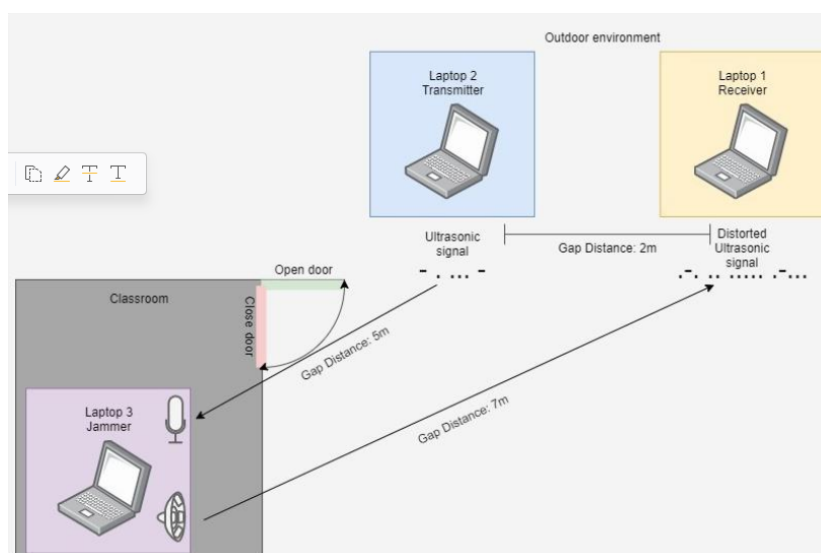 Outdoor environment
Laptop 2
Transmitter
Laptop 1
Receiver
Ultrasonic
signal
Gap Distance: 2m
Distorted
Ultrasonic
signal
Open door
Classroom
Close door
Gap Distance: 5m
Laptop 3
Jammer
Gap Distance: 7m
T
T